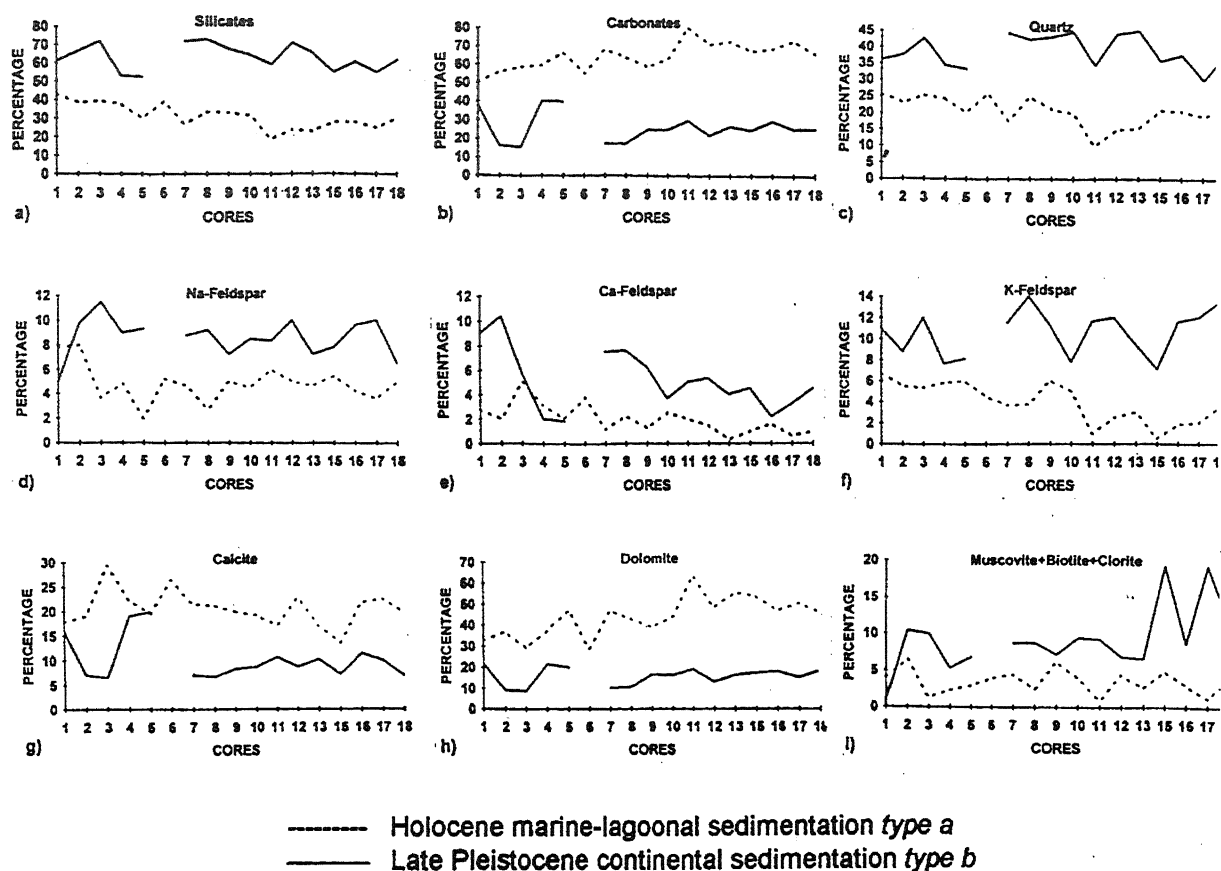 Silicates
80
70
60
50
40
30
20
10
0
PERCENTAGE
1 2 3 4 5 6 7 8 9 10 11 12 13 15 16 17 18
CORES
a)
Carbonates
80
70
60
50
40
30
20
10
0
PERCENTAGE
1 2 3 4 5 6 7 8 9 10 11 12 13 15 16 17 18
CORES
b)
Quartz
45
40
35
30
25
20
15
10
5
0
PERCENTAGE
1 2 3 4 5 6 7 8 9 10 11 12 13 15 16 17
CORES
c)
Na-Feldspar
12
10
8
6
4
2
0
PERCENTAGE
1 2 3 4 5 6 7 8 9 10 11 12 13 15 16 17 18
CORES
d)
Ca-Feldspar
12
10
8
6
4
2
0
PERCENTAGE
1 2 3 4 5 6 7 8 9 10 11 12 13 15 16 17 18
CORES
e)
K-Feldspar
14
12
10
8
6
4
2
0
PERCENTAGE
1 2 3 4 5 6 7 8 9 10 11 12 13 15 16 17
CORES
f)
Calcite
30
25
20
15
10
5
0
PERCENTAGE
1 2 3 4 5 6 7 8 9 10 11 12 13 15 16 17 18
CORES
g)
Dolomite
70
60
50
40
30
20
10
0
PERCENTAGE
1 2 3 4 5 6 7 8 9 10 11 12 13 15 16 17
CORES
h)
Muscovite+Biotite+Clorite
20
15
10
5
0
PERCENTAGE
1 2 3 4 5 6 7 8 9 10 11 12 13 15 16 17
CORES
i)
Holocene marine-lagoonal sedimentation type a
Late Pleistocene continental sedimentation type b